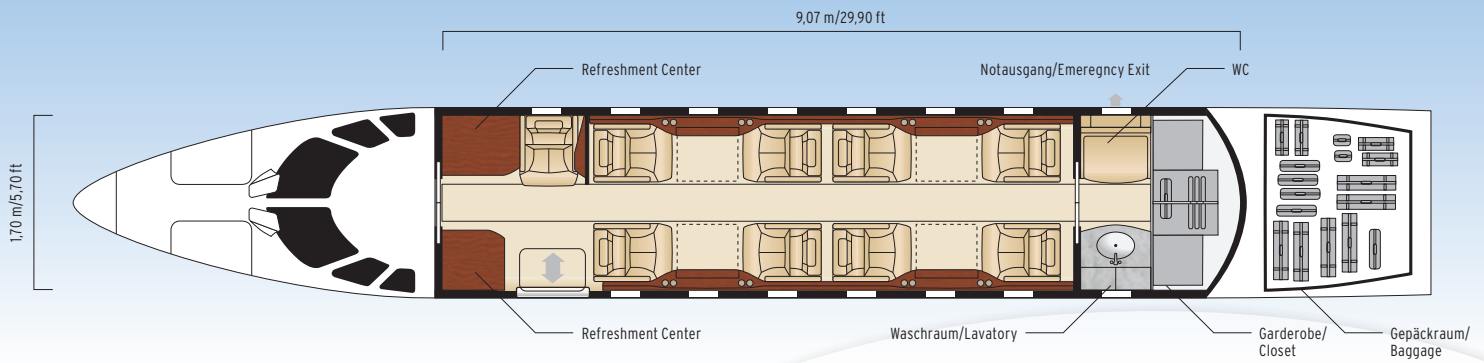 9,07 m/29,90 ft
Refreshment Center
Notausgang/Emeregncy Exit
WC
1,70 m/5,70 ft
Refreshment Center
Waschraum/Lavatory
Garderobe/
Closet
Gepäckraum/
Baggage